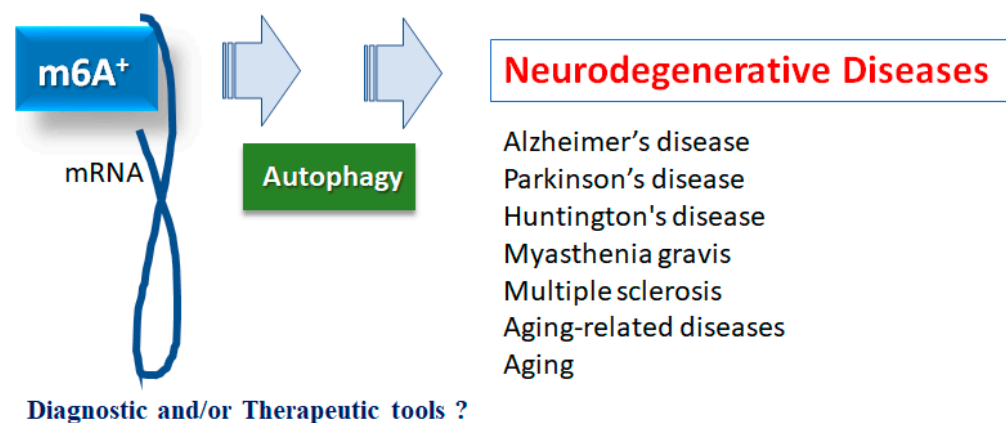 m6A⁺
mRNA
Autophagy
Neurodegenerative Diseases
Alzheimer’s disease
Parkinson’s disease
Huntington's disease
Myasthenia gravis
Multiple sclerosis
Aging-related diseases
Aging
Diagnostic and/or Therapeutic tools ?